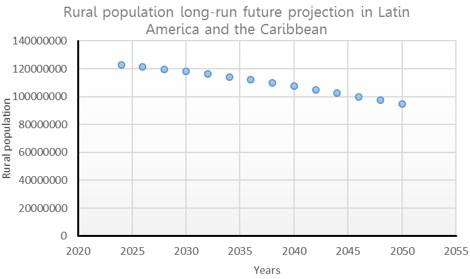 Rural population long-run future projection in Latin
America and the Caribbean
140000000
120000000
100000000
80000000
60000000
40000000
20000000
0
Rural population
2020 2025 2030 2035 2040 2045 2050 2055
Years